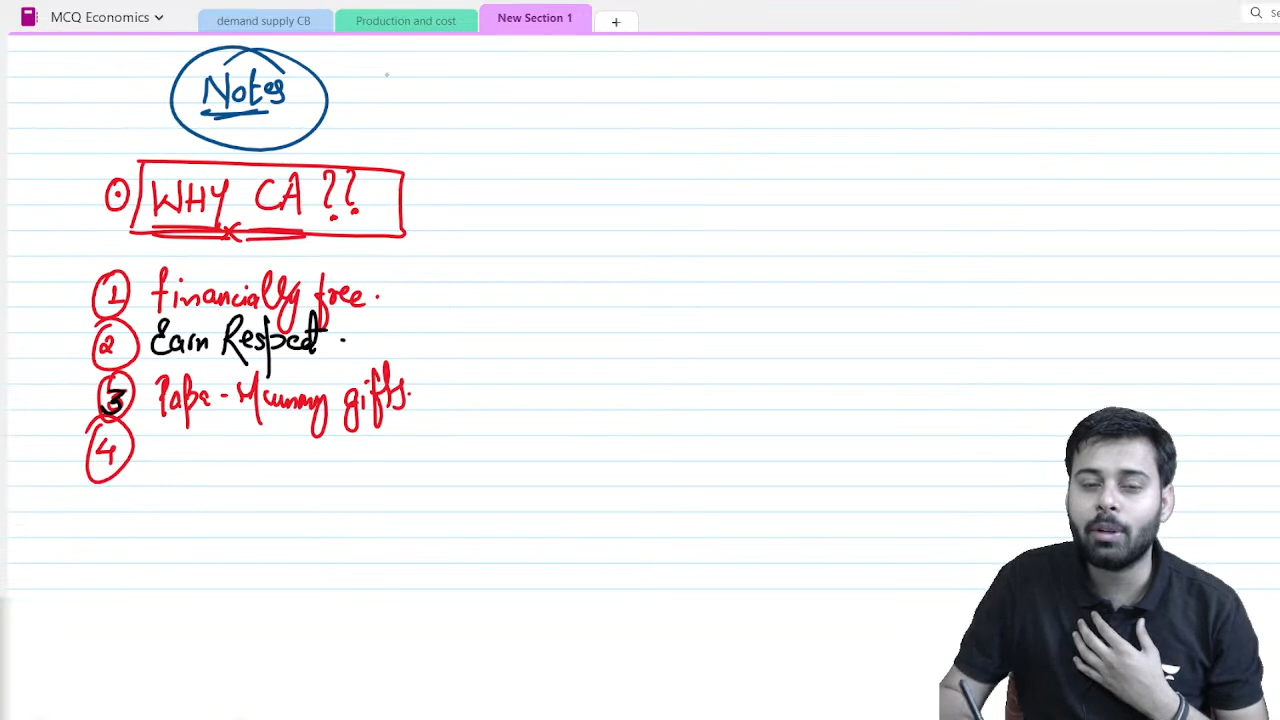 MCQ Economics
demand supply CB
Production and cost
New Section 1
+
Se
Notes
WHY CA ??
1 financially free.
2 Earn Respect.
3 Papa - Mummy gifts.
4